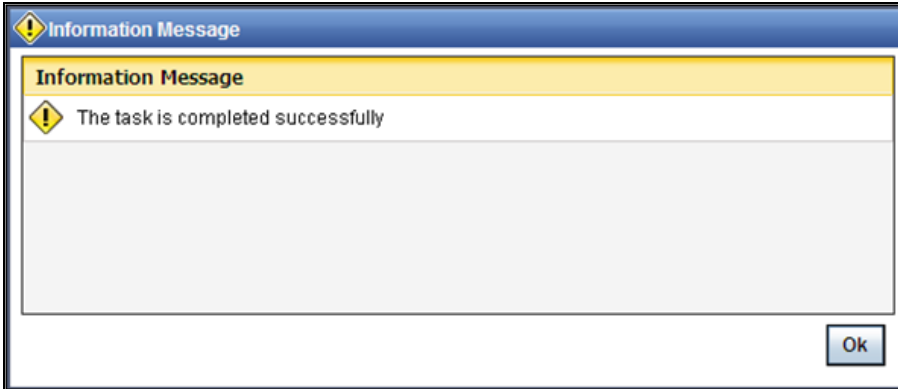 Information Message
Information Message
The task is completed successfully
Ok